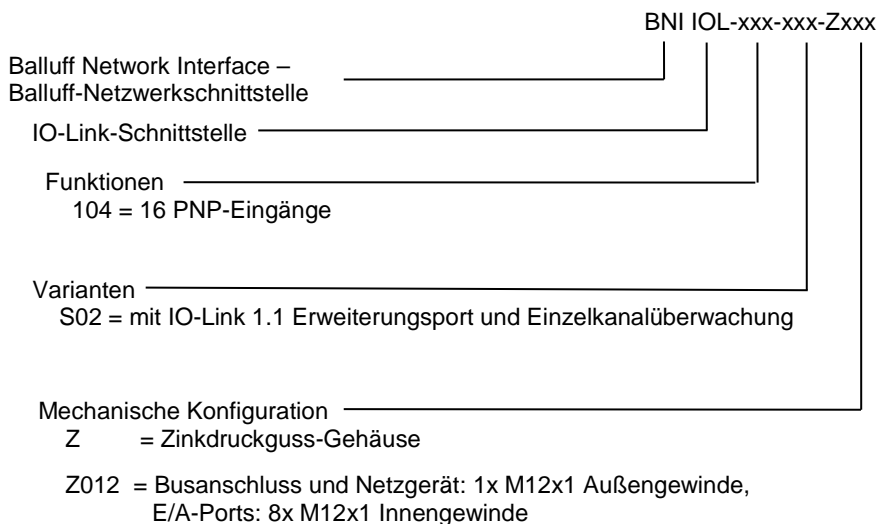 BNI IOL-xxx-xxx-Zxxx
Balluff Network Interface –
Balluff-Netzwerkschnittstelle
IO-Link-Schnittstelle
Funktionen
104 = 16 PNP-Eingänge
Varianten
S02 = mit IO-Link 1.1 Erweiterungsport und Einzelkanalüberwachung
Mechanische Konfiguration
Z = Zinkdruckguss-Gehäuse
Z012 = Busanschluss und Netzgerät: 1x M12x1 Außengewinde,
E/A-Ports: 8x M12x1 Innengewinde